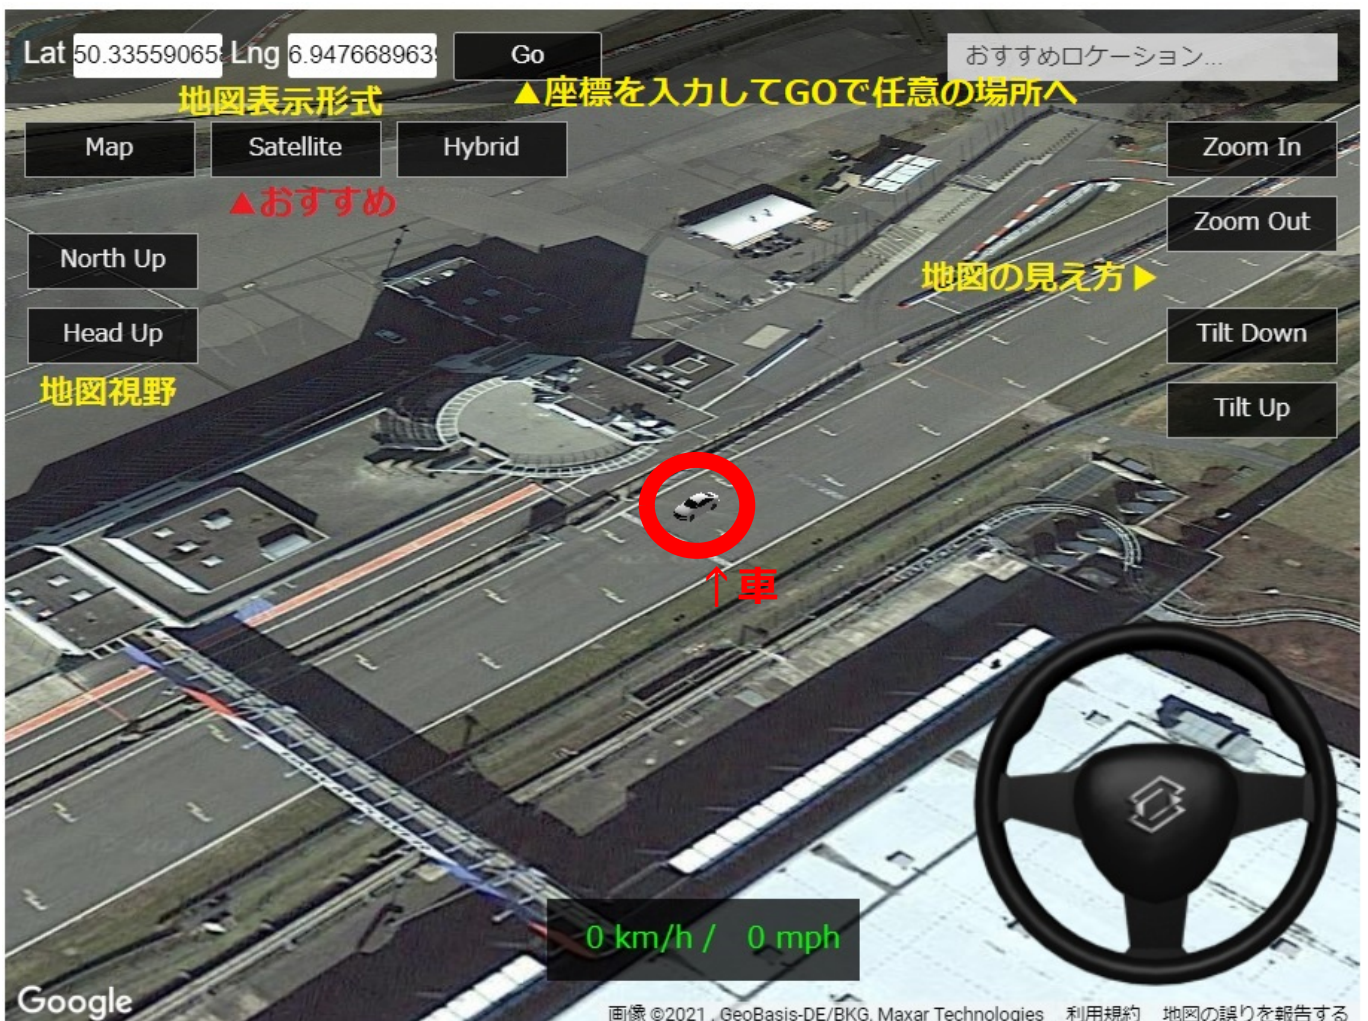 Lat 50.335590658 Lng 6.9476689635 Go
おすすめロケーション...
▲座標を入力してGOで任意の場所へ
地図表示形式
Map Satellite Hybrid
▲おすすめ
Zoom In
Zoom Out
North Up
Head Up
地図視野
地図の見え方▶
Tilt Down
Tilt Up
↑車
0 km/h / 0 mph
Google
画像 ©2021 , GeoBasis-DE/BKG, Maxar Technologies 利用規約 地図の誤りを報告する